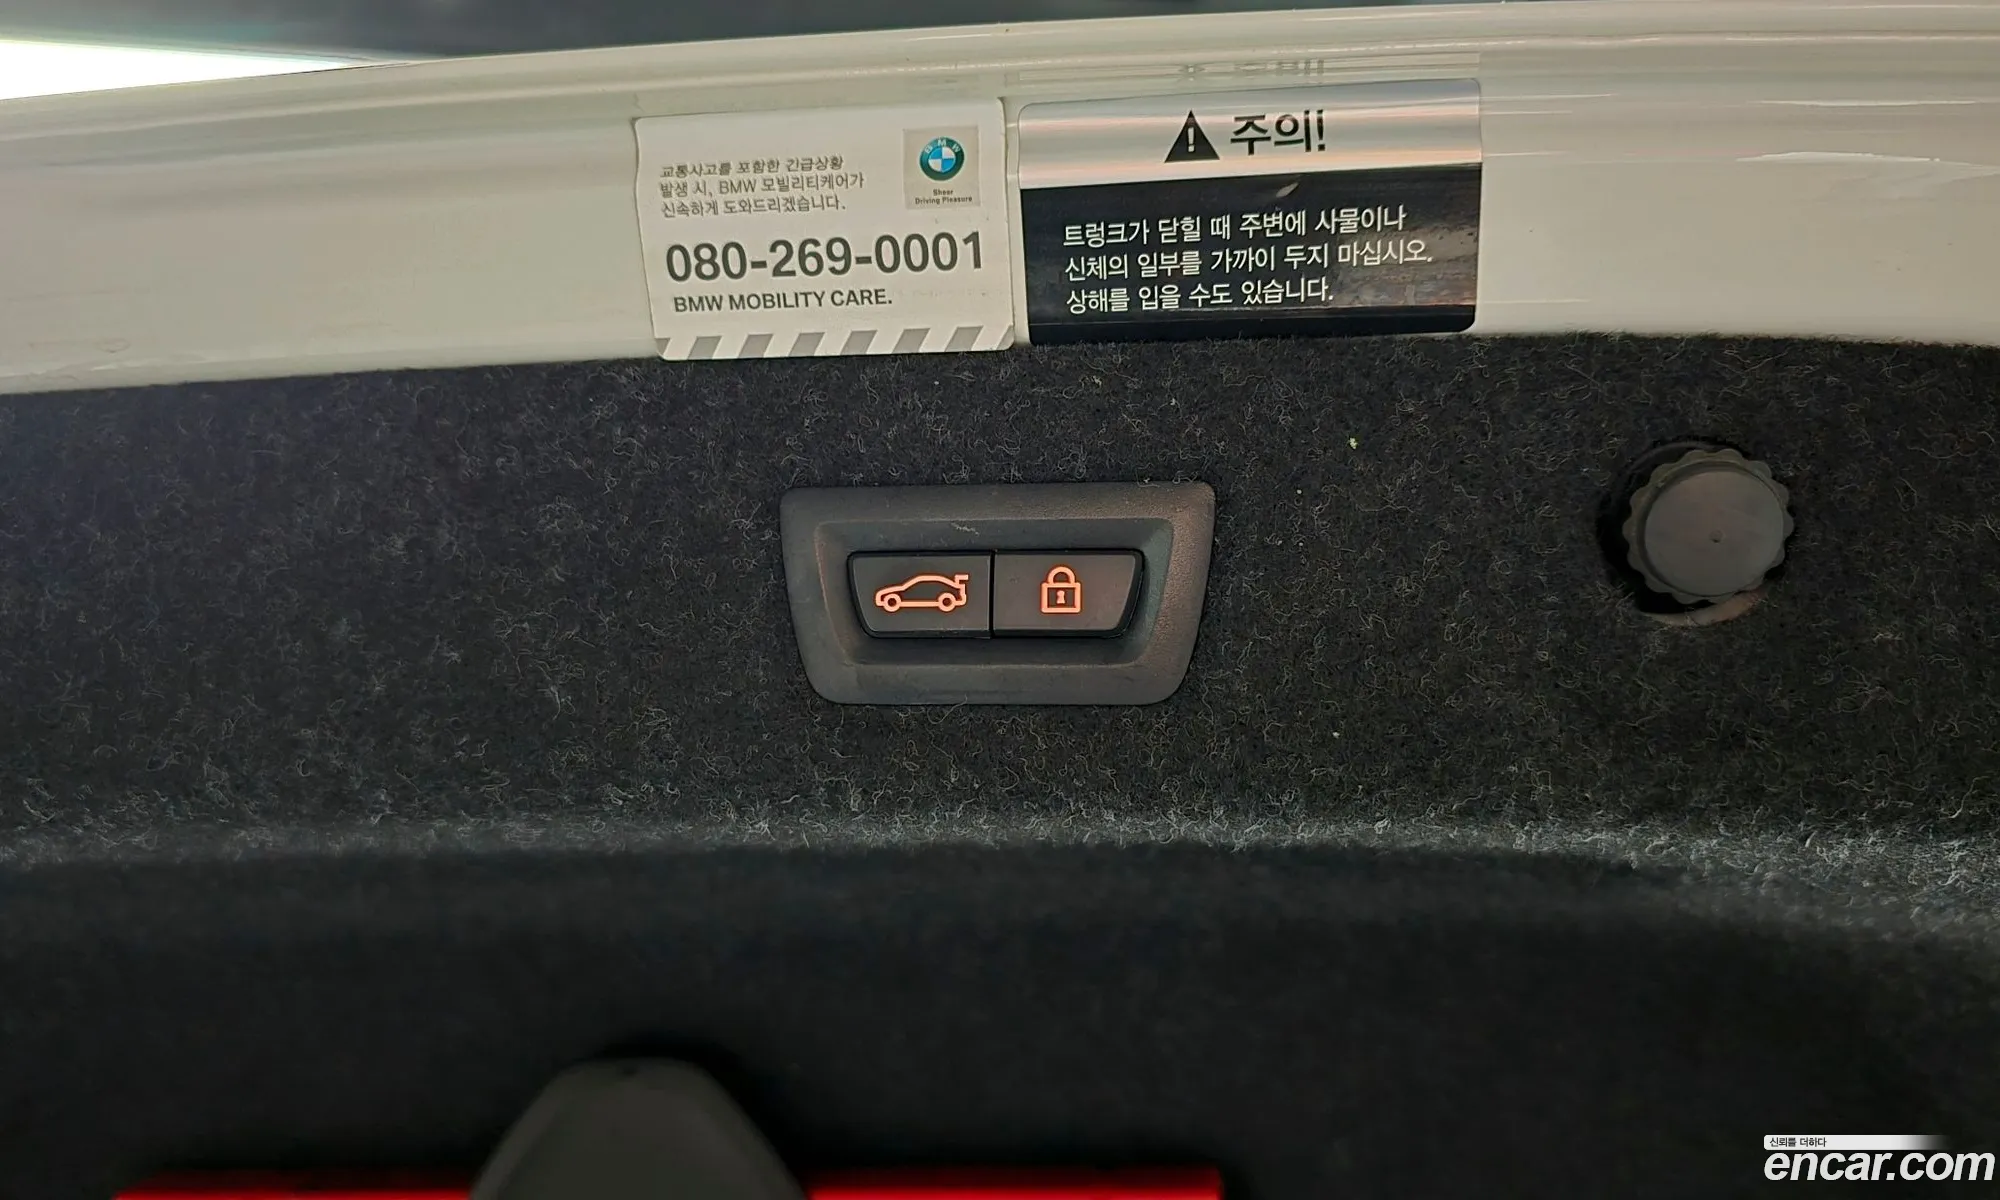 교통사고를 포함한 긴급상황
발생 시, BMW 모빌리티케어가
신속하게 도와드리겠습니다.
BMW
Sheer
Driving Pleasure
080-269-0001
BMW MOBILITY CARE.
주의!
트렁크가 닫힐 때 주변에 사물이나
신체의 일부를 가까이 두지 마십시오.
상해를 입을 수도 있습니다.
신뢰를 더하다
encar.com